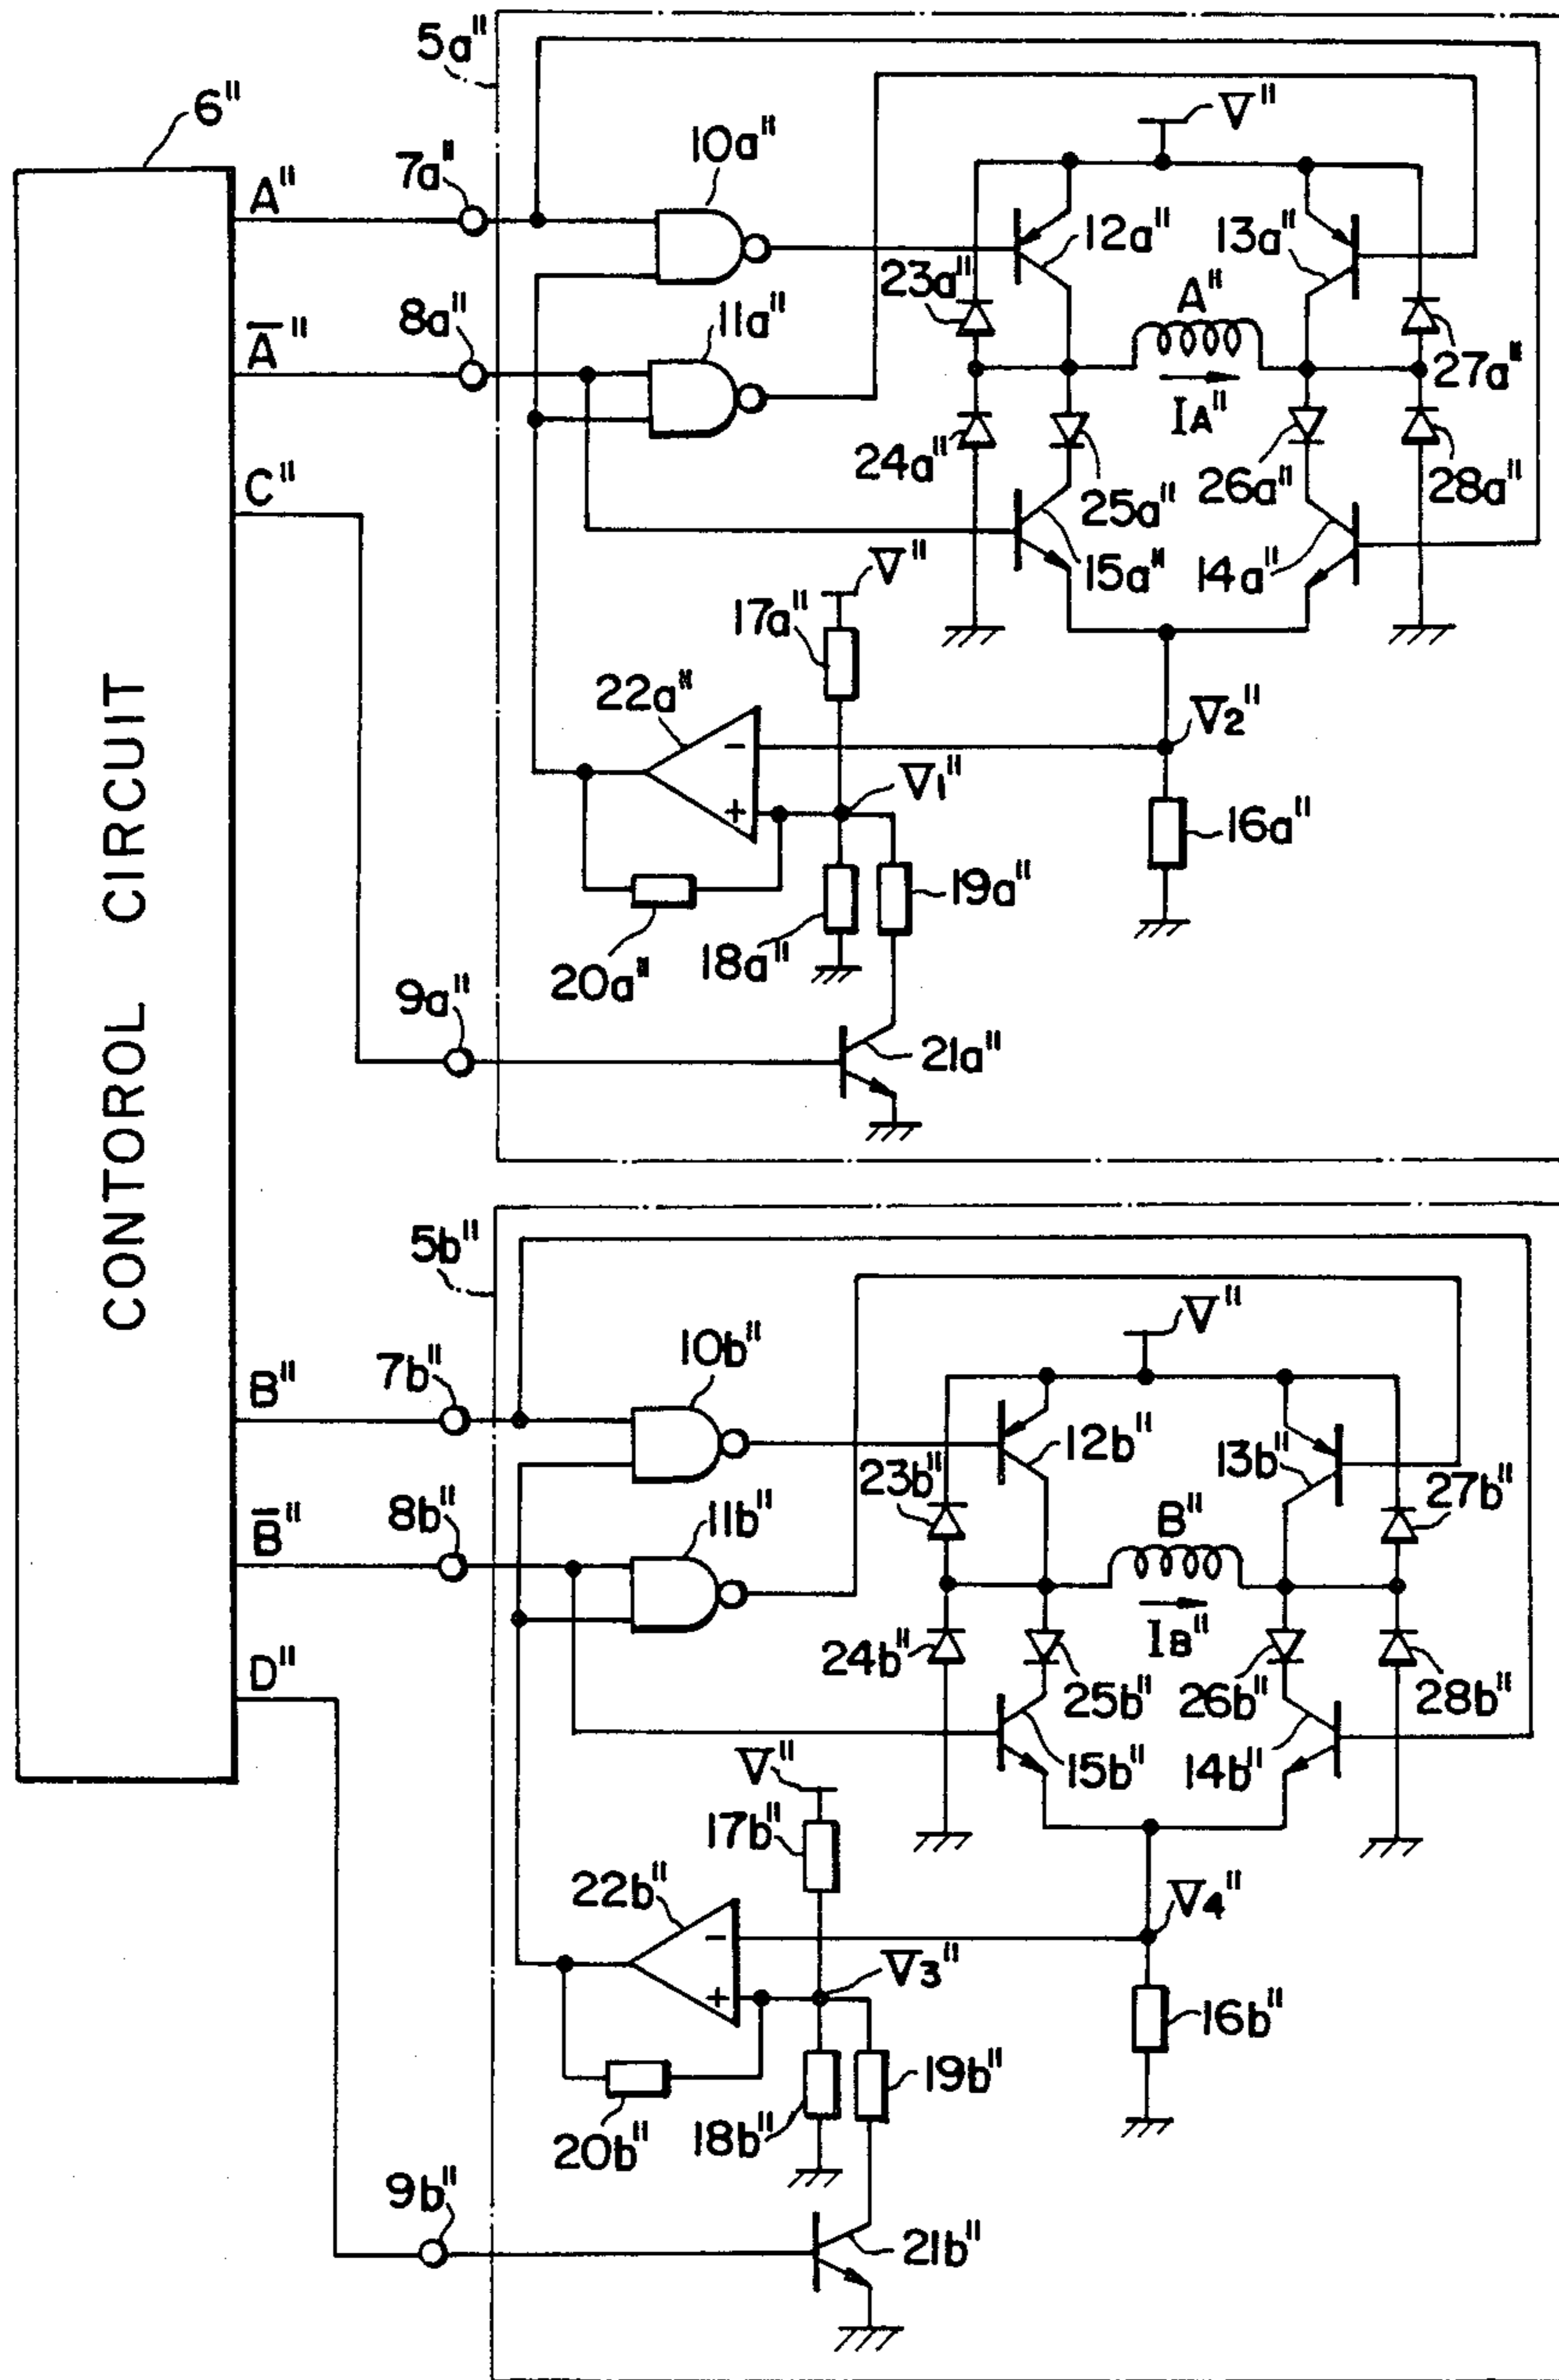 5a"
6"
A"
7a"
10a"
V"
12a"
13a"
23a"
A"
A̅"
8a"
11a"
27a"
IA"
C"
24a"
25a"
26a"
28a"
V"
15a"
14a"
17a"
22a"
V2"
-
V1"
+
16a"
19a"
18a"
20a"
9a"
21a"
CONTOROL CIRCUIT
5b"
V"
10b"
B"
7b"
12b"
13b"
23b"
27b"
B̅"
8b"
11b"
B"
IB"
24b"
D"
25b"
26b"
28b"
V"
15b"
14b"
17b"
22b"
V4"
-
V3"
+
16b"
19b"
18b"
20b"
9b"
21b"